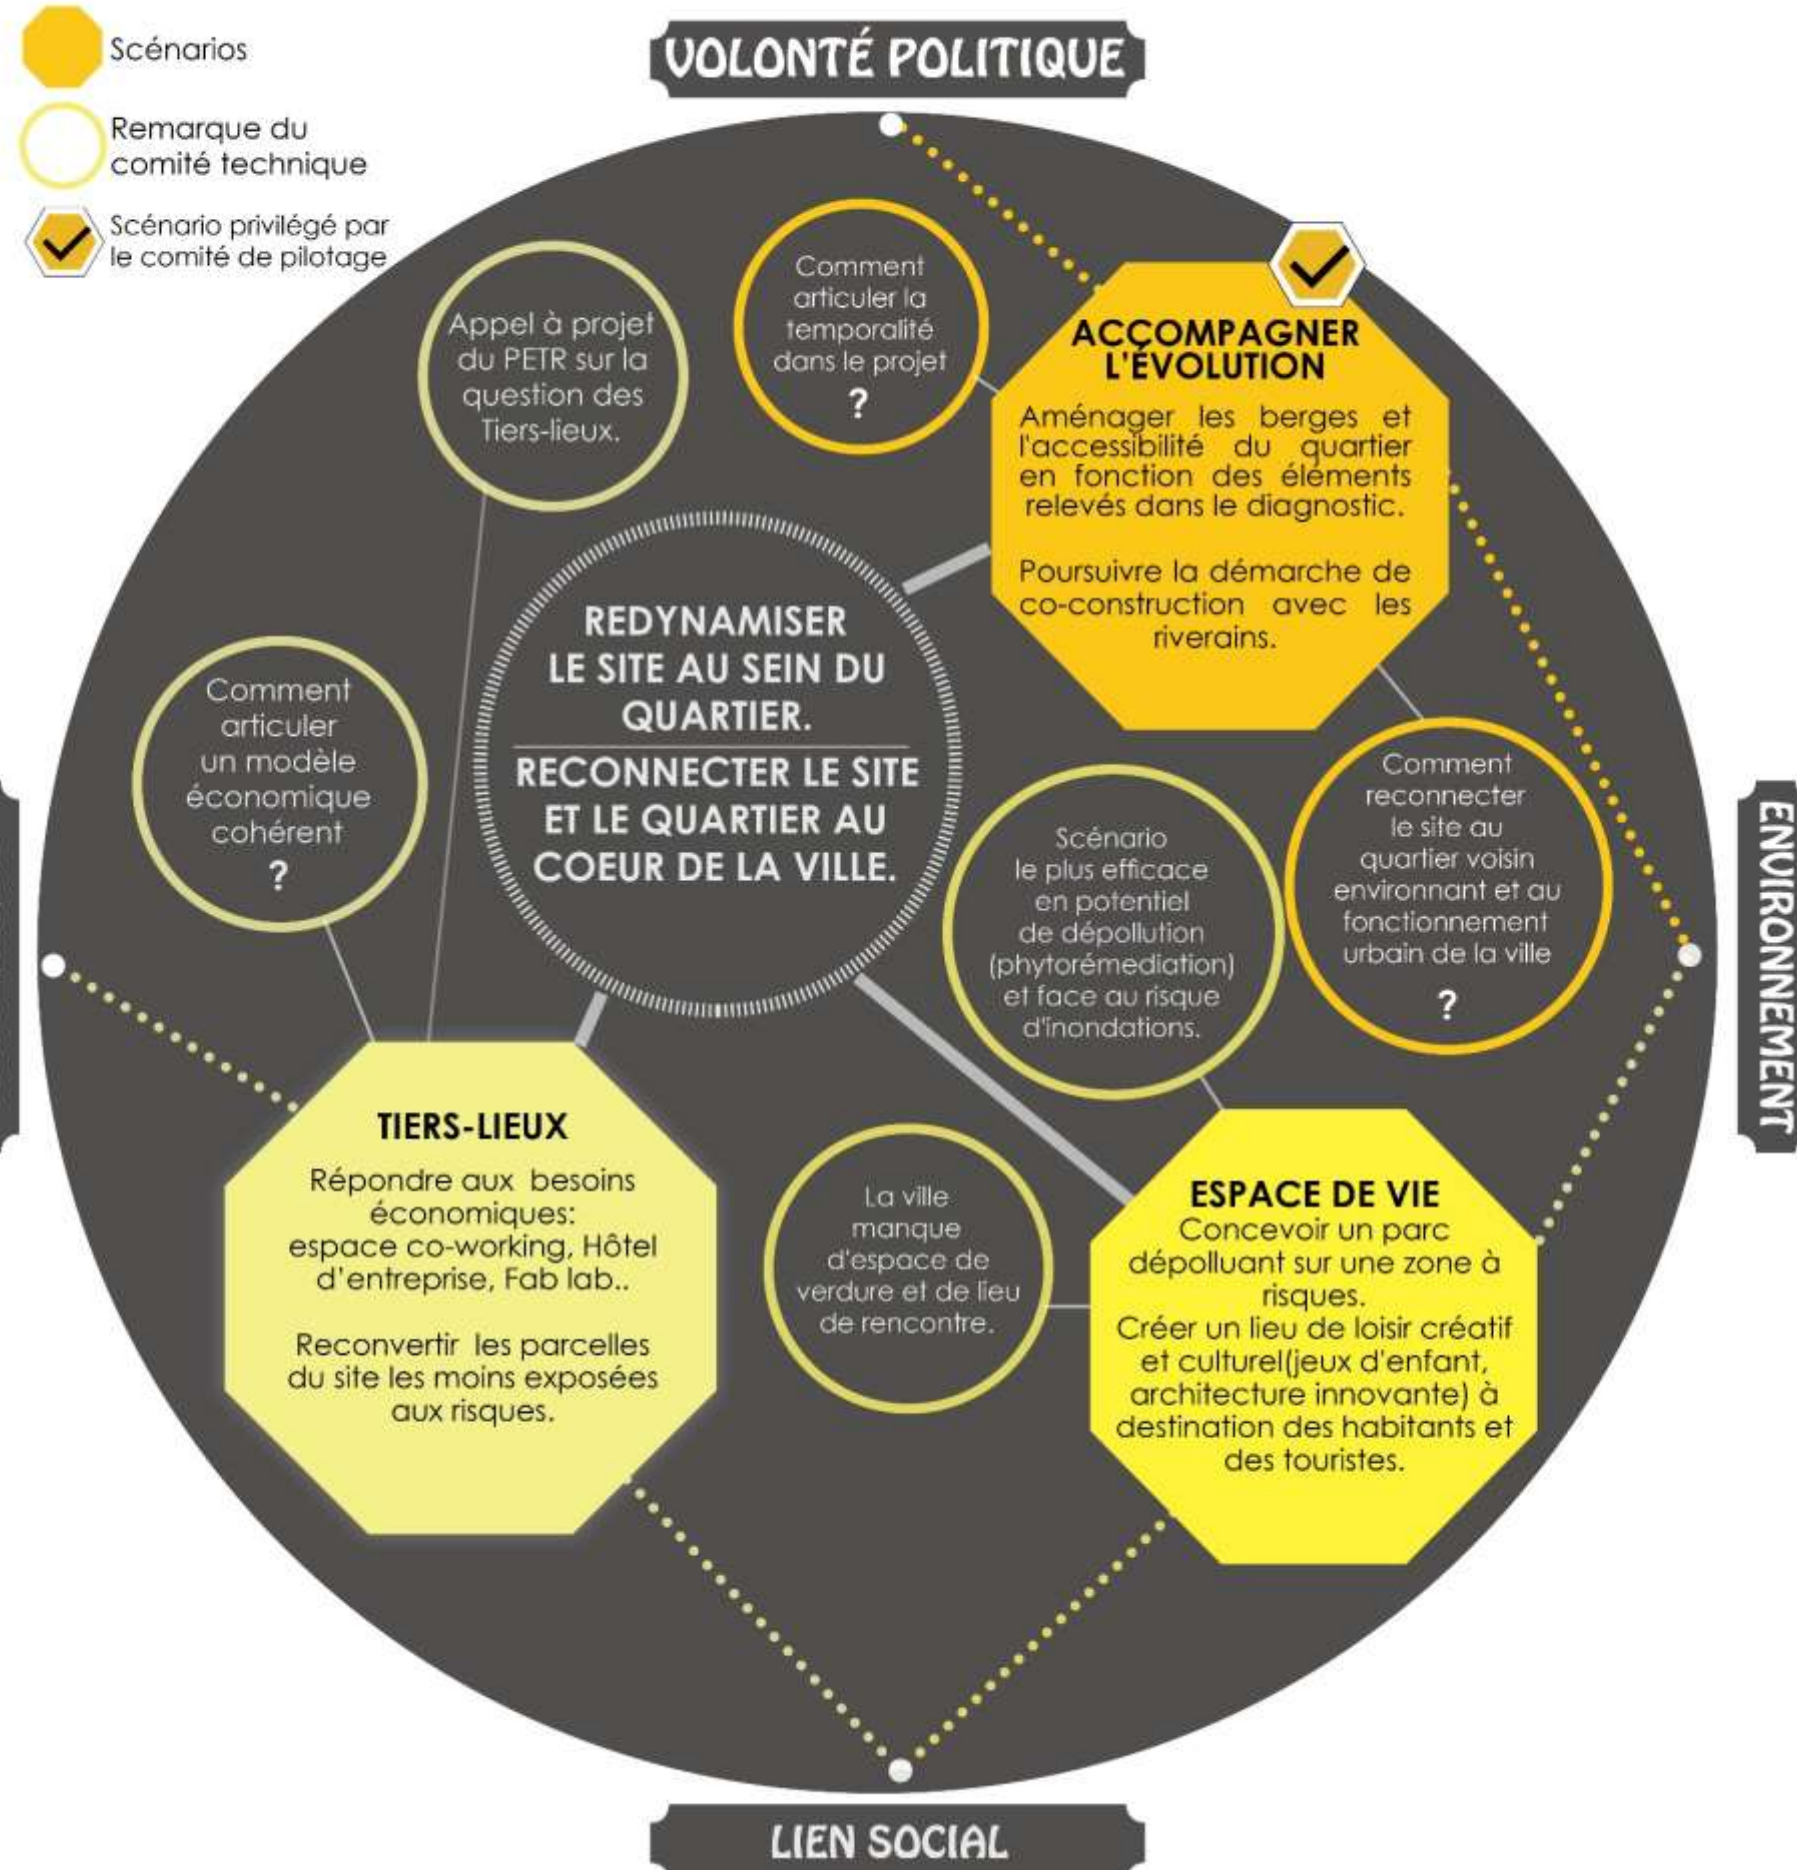 Scénarios
Remarque du
comité technique
Scénario privilégé par
le comité de pilotage
VOLONTÉ POLITIQUE
Appel à projet
du PETR sur la
question des
Tiers-lieux.
Comment
articuler la
temporalité
dans le projet
?
ACCOMPAGNER
L'ÉVOLUTION
Aménager les berges et
l'accessibilité du quartier
en fonction des éléments
relevés dans le diagnostic.
Poursuivre la démarche de
co-construction avec les
riverains.
REDYNAMISER
LE SITE AU SEIN DU
QUARTIER.
RECONNECTER LE SITE
ET LE QUARTIER AU
COEUR DE LA VILLE.
Comment
articuler
un modèle
économique
cohérent
?
Scénario
le plus efficace
en potentiel
de dépollution
(phytorémediation)
et face au risque
d'inondations.
Comment
reconnecter
le site au
quartier voisin
environnant et au
fonctionnement
urbain de la ville
?
ENVIRONNEMENT
TIERS-LIEUX
Répondre aux besoins
économiques:
espace co-working, Hôtel
d'entreprise, Fab lab..
Reconvertir les parcelles
du site les moins exposées
aux risques.
La ville
manque
d'espace de
verdure et de lieu
de rencontre.
ESPACE DE VIE
Concevoir un parc
dépolluant sur une zone à
risques.
Créer un lieu de loisir créatif
et culturel(jeux d'enfant,
architecture innovante) à
destination des habitants et
des touristes.
LIEN SOCIAL